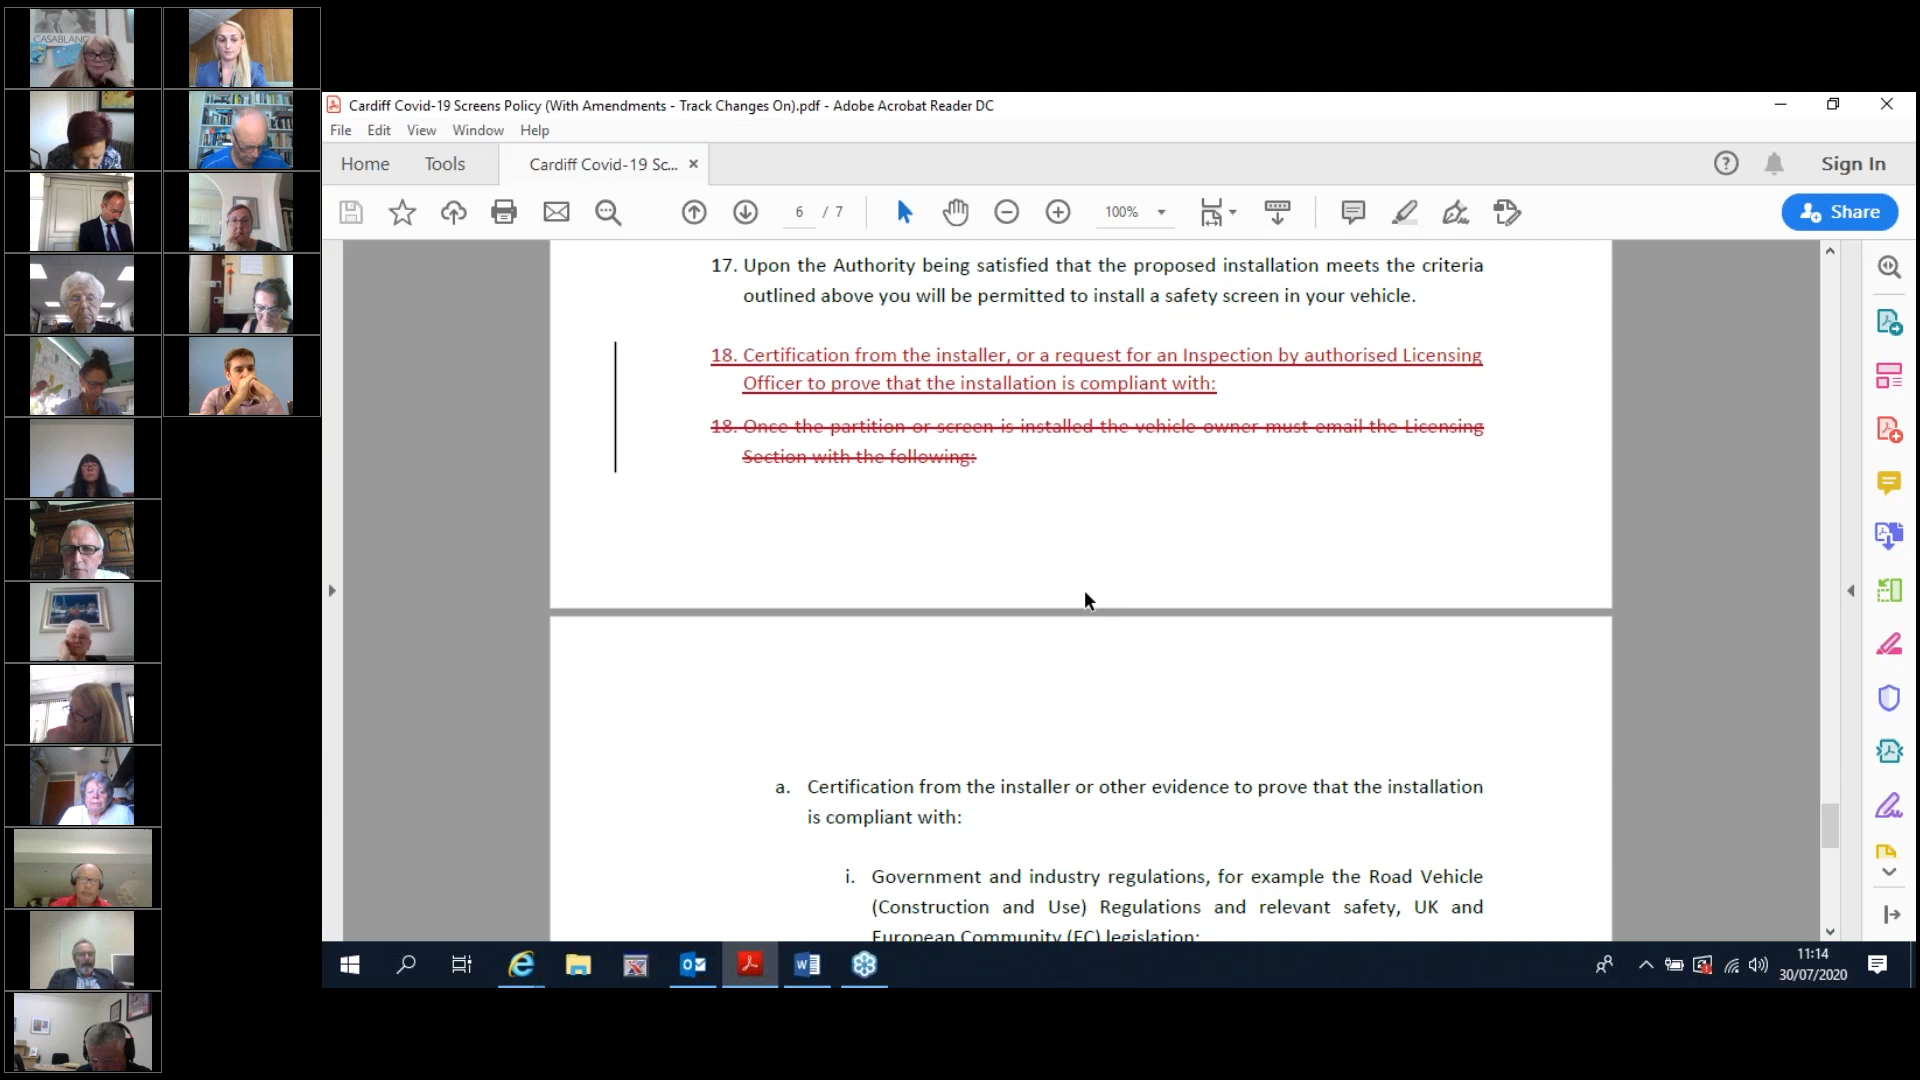 CASABLANC
Cardiff Covid-19 Screens Policy (With Amendments - Track Changes On).pdf - Adobe Acrobat Reader DC
File Edit View Window Help
Home Tools Cardiff Covid-19 Sc... × Sign In
6 / 7 100% Share
17. Upon the Authority being satisfied that the proposed installation meets the criteria
outlined above you will be permitted to install a safety screen in your vehicle.
18. Certification from the installer, or a request for an Inspection by authorised Licensing
Officer to prove that the installation is compliant with:
18. Once the partition or screen is installed the vehicle owner must email the Licensing
Section with the following:
a. Certification from the installer or other evidence to prove that the installation
is compliant with:
i. Government and industry regulations, for example the Road Vehicle
(Construction and Use) Regulations and relevant safety, UK and
European Community (EC) legislation;
11:14
30/07/2020